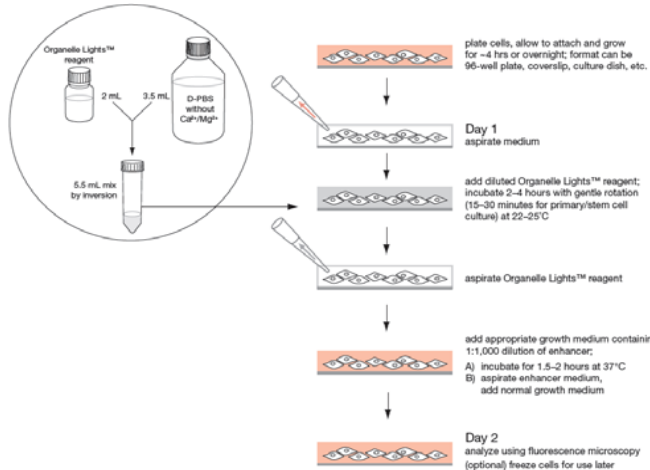 Organelle Lights™
reagent
2 mL
3.5 mL
D-PBS
without
Ca²⁺/Mg²⁺
5.5 mL mix
by inversion
plate cells, allow to attach and grow
for ~4 hrs or overnight; format can be
96-well plate, coverslip, culture dish, etc.
Day 1
aspirate medium
add diluted Organelle Lights™ reagent;
incubate 2–4 hours with gentle rotation
(15–30 minutes for primary/stem cell
culture) at 22–25°C
aspirate Organelle Lights™ reagent
add appropriate growth medium containin
1:1,000 dilution of enhancer;
A) incubate for 1.5–2 hours at 37°C
B) aspirate enhancer medium,
add normal growth medium
Day 2
analyze using fluorescence microscopy
(optional) freeze cells for use later